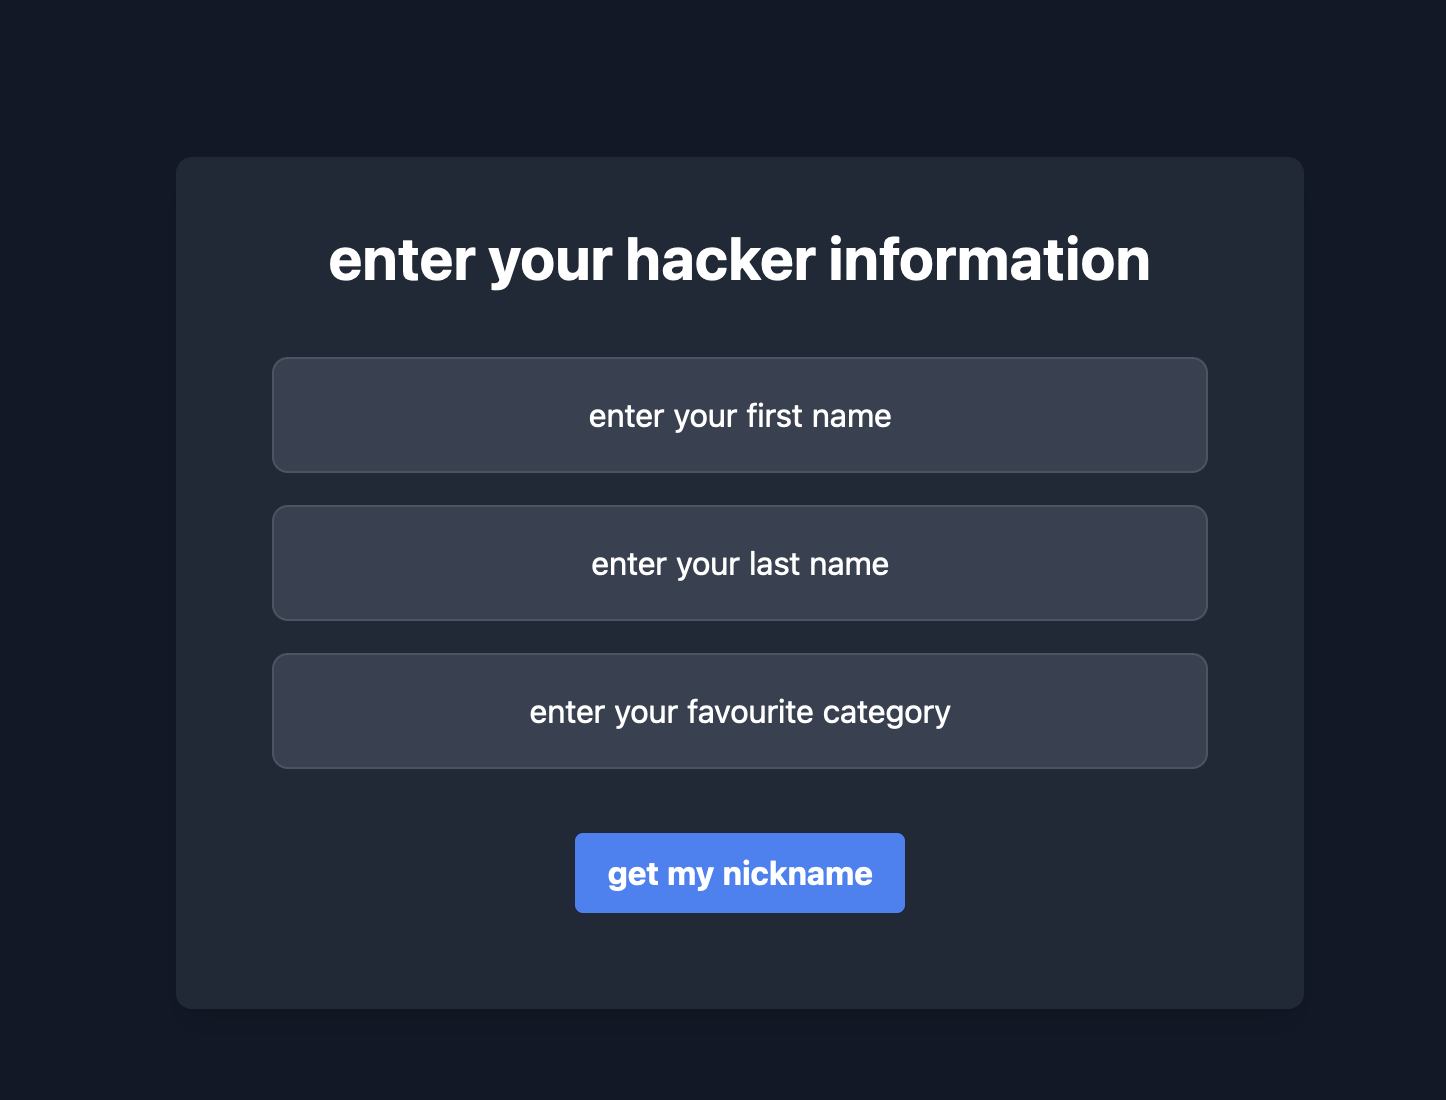 enter your hacker information
enter your first name
enter your last name
enter your favourite category
get my nickname